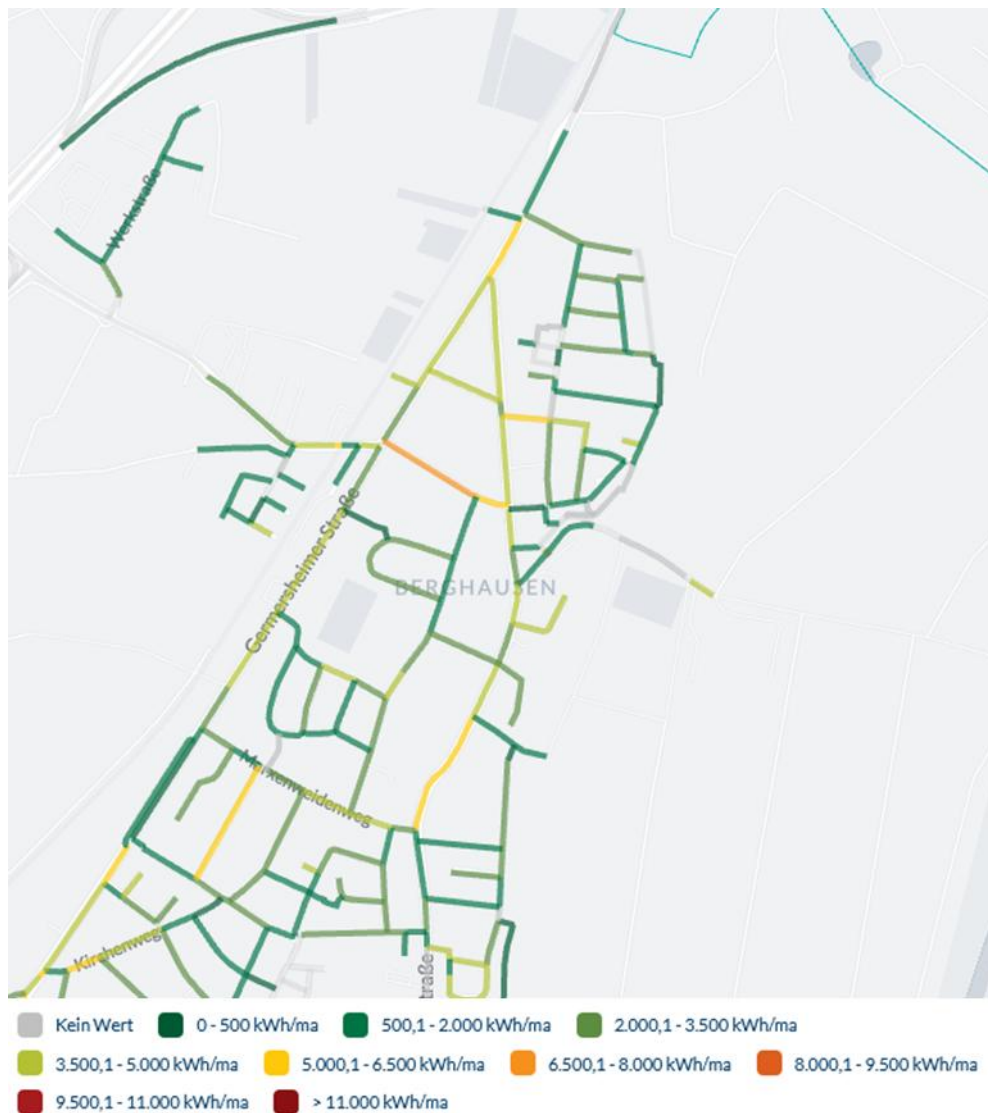 Werkstraße
Germersheimer Straße
BERGHAUSEN
Marxenweidenweg
Kirchenweg
traße
Kein Wert 0 - 500 kWh/ma 500,1 - 2.000 kWh/ma 2.000,1 - 3.500 kWh/ma
3.500,1 - 5.000 kWh/ma 5.000,1 - 6.500 kWh/ma 6.500,1 - 8.000 kWh/ma 8.000,1 - 9.500 kWh/ma
9.500,1 - 11.000 kWh/ma > 11.000 kWh/ma